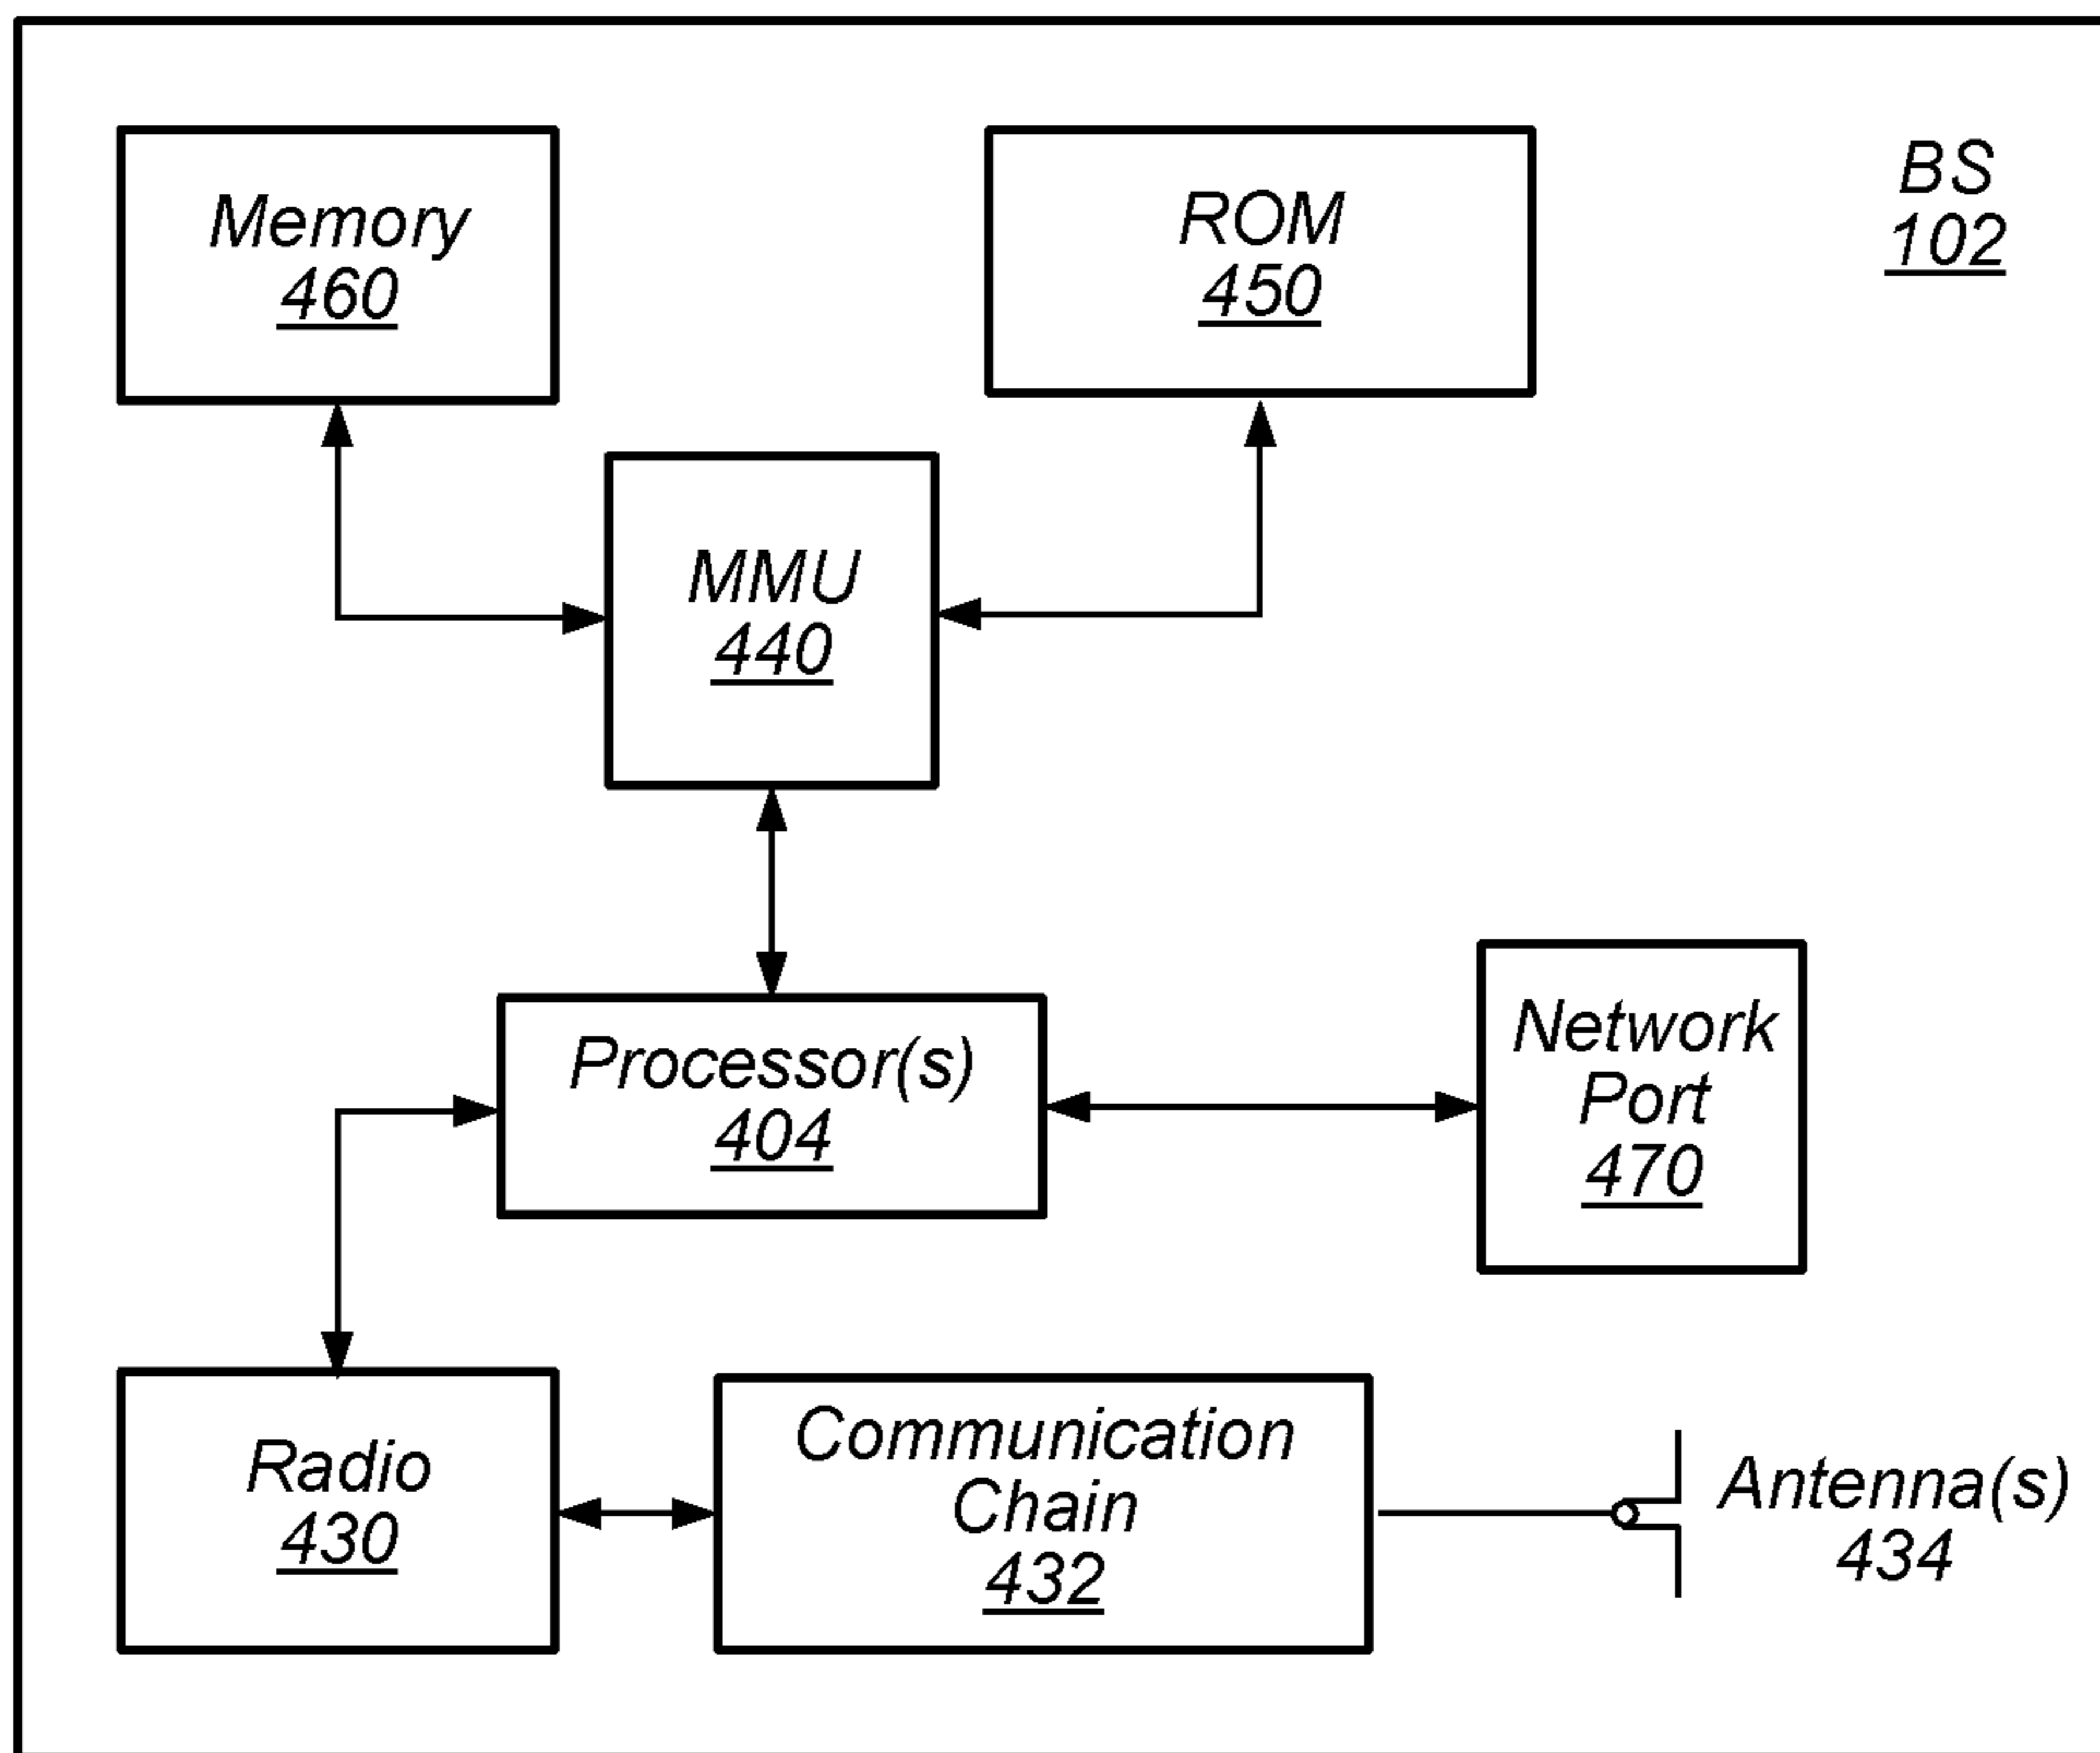 Memory
460
ROM
450
BS
102
MMU
440
Processor(s)
404
Network
Port
470
Radio
430
Communication
Chain
432
Antenna(s)
434